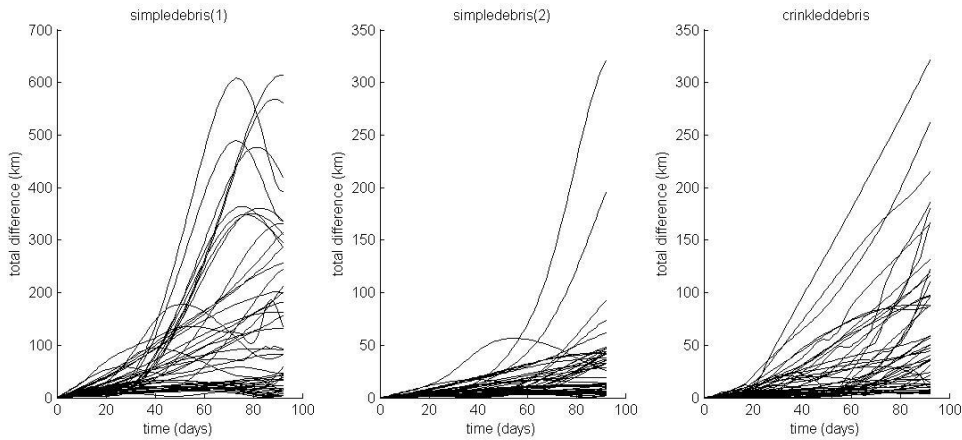 simpledebris(1)
700
600
500
400
300
200
100
0
0 20 40 60 80 100
time (days)
total difference (km)
simpledebris(2)
350
300
250
200
150
100
50
0
0 20 40 60 80 100
time (days)
total difference (km)
crinkleddebris
350
300
250
200
150
100
50
0
0 20 40 60 80 100
time (days)
total difference (km)